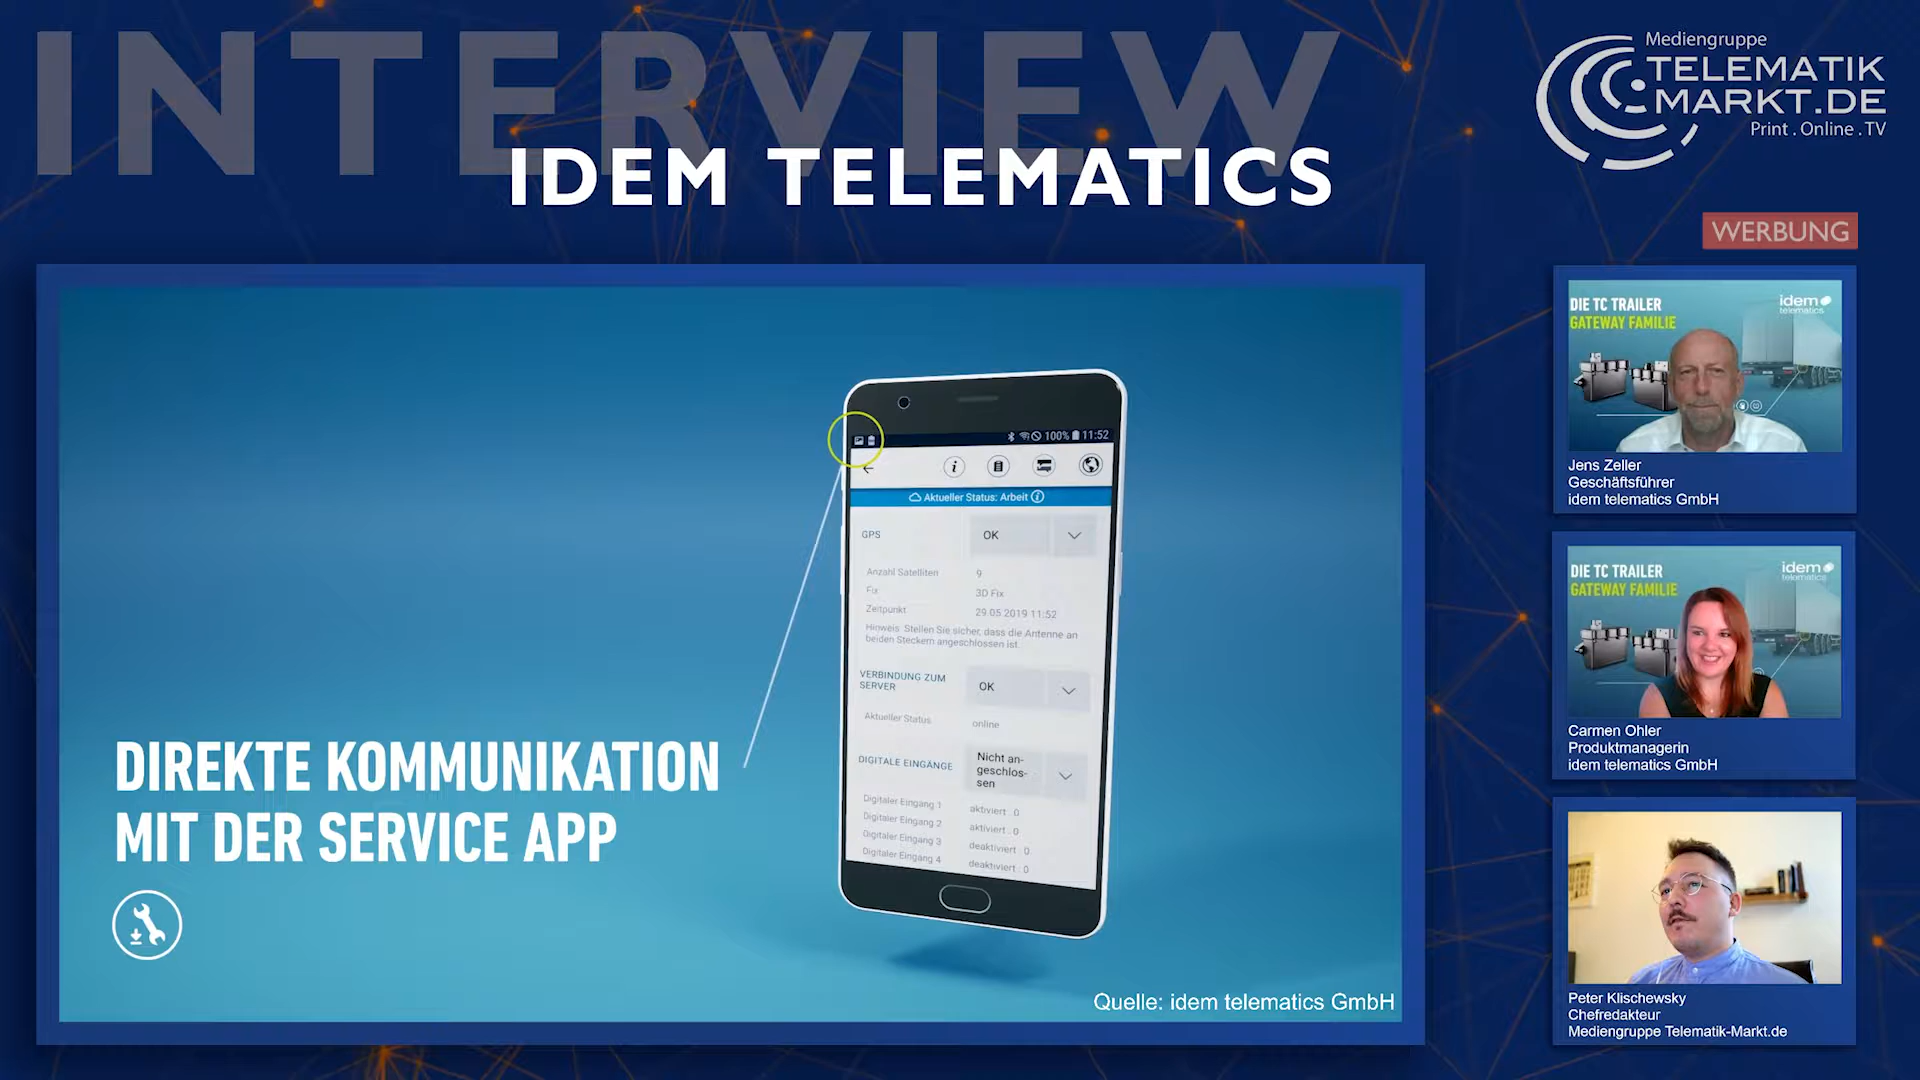 INTERVIEW
IDEM TELEMATICS
Mediengruppe
TELEMATIK
MARKT.DE
Print . Online . TV
WERBUNG
100% 11:52
Aktueller Status: Arbeit
GPS
OK
Anzahl Satelliten
9
Fix
3D Fix
Zeitpunkt
29.05.2019 11:52
Hinweis: Stellen Sie sicher, dass die Antenne an
beiden Steckern angeschlossen ist.
VERBINDUNG ZUM
SERVER
OK
Aktueller Status
online
DIGITALE EINGÄNGE
Nicht an-
geschlos-
sen
Digitaler Eingang 1
aktiviert : 0
Digitaler Eingang 2
aktiviert : 0
Digitaler Eingang 3
deaktiviert : 0
Digitaler Eingang 4
deaktiviert : 0
DIREKTE KOMMUNIKATION
MIT DER SERVICE APP
Quelle: idem telematics GmbH
DIE TC TRAILER
GATEWAY FAMILIE
idem
telematics
Jens Zeller
Geschäftsführer
idem telematics GmbH
DIE TC TRAILER
GATEWAY FAMILIE
idem
telematics
Carmen Ohler
Produktmanagerin
idem telematics GmbH
Peter Klischewsky
Chefredakteur
Mediengruppe Telematik-Markt.de